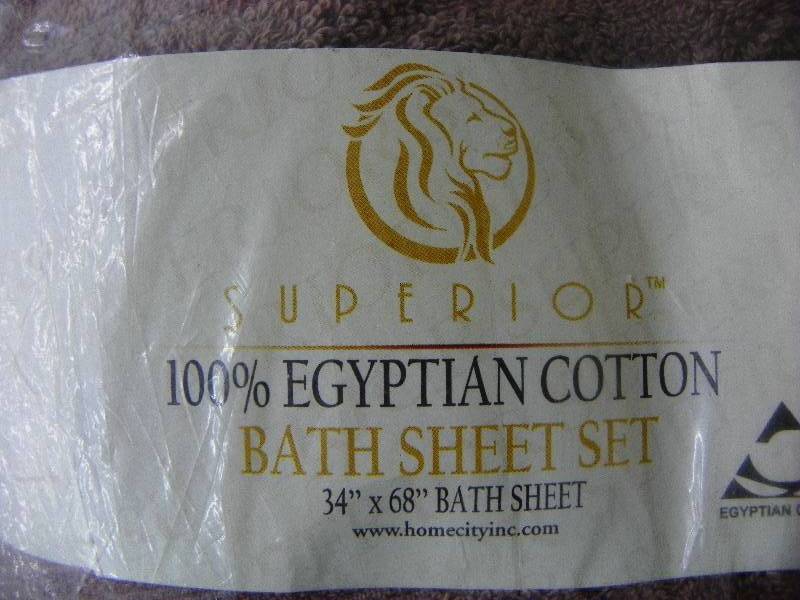 SUPERIOR™
100% EGYPTIAN COTTON
BATH SHEET SET
34” x 68” BATH SHEET
www.homecityinc.com
EGYPTIAN